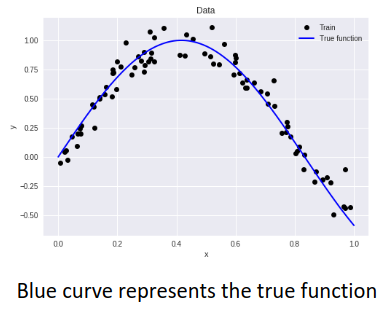 Data
Train
True function
1.00
0.75
0.50
0.25
0.00
−0.25
−0.50
y
0.0 0.2 0.4 0.6 0.8 1.0
x
Blue curve represents the true function